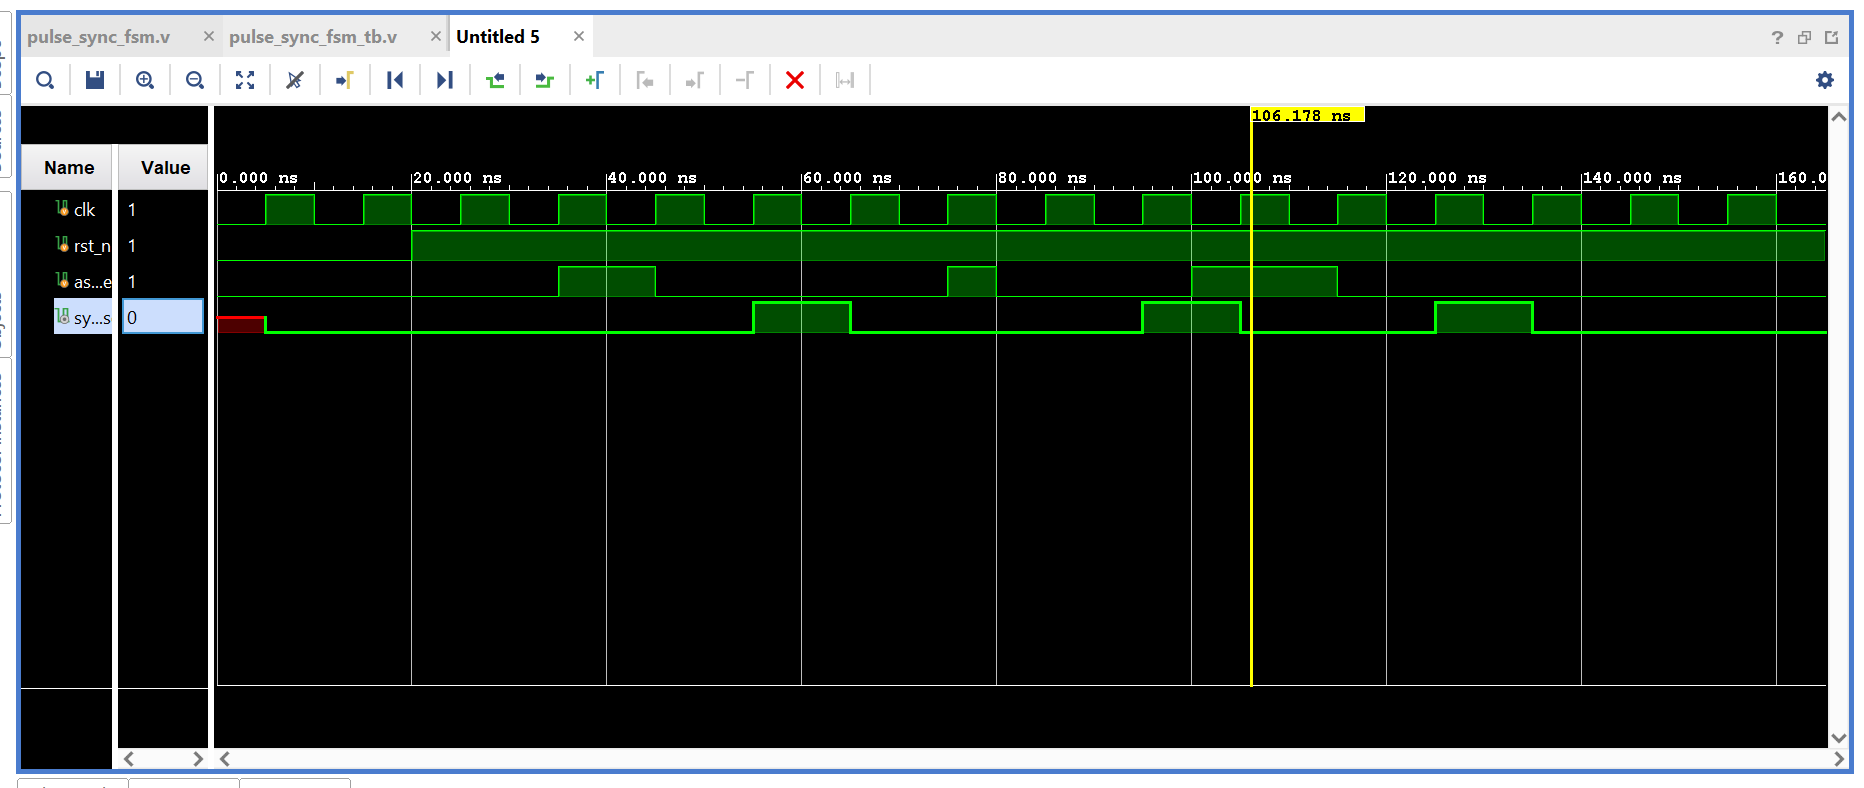 pulse_sync_fsm.v × pulse_sync_fsm_tb.v × Untitled 5 ×
?
106.178 ns
Name Value
0.000 ns 20.000 ns 40.000 ns 60.000 ns 80.000 ns 100.000 ns 120.000 ns 140.000 ns 160.0
clk 1
rst_n 1
as...e 1
sy...s 0